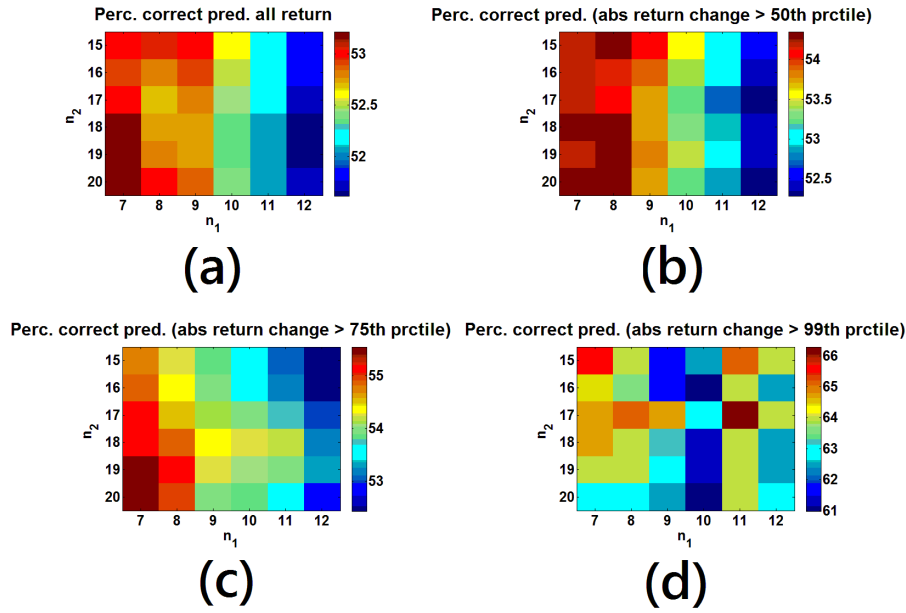 Perc. correct pred. all return
15
16
17
18
19
20
n2
7 8 9 10 11 12
n1
53
52.5
52
(a)
Perc. correct pred. (abs return change > 50th prctile)
15
16
17
18
19
20
n2
7 8 9 10 11 12
n1
54
53.5
53
52.5
(b)
Perc. correct pred. (abs return change > 75th prctile)
15
16
17
18
19
20
n2
7 8 9 10 11 12
n1
55
54
53
(c)
Perc. correct pred. (abs return change > 99th prctile)
15
16
17
18
19
20
n2
7 8 9 10 11 12
n1
66
65
64
63
62
61
(d)